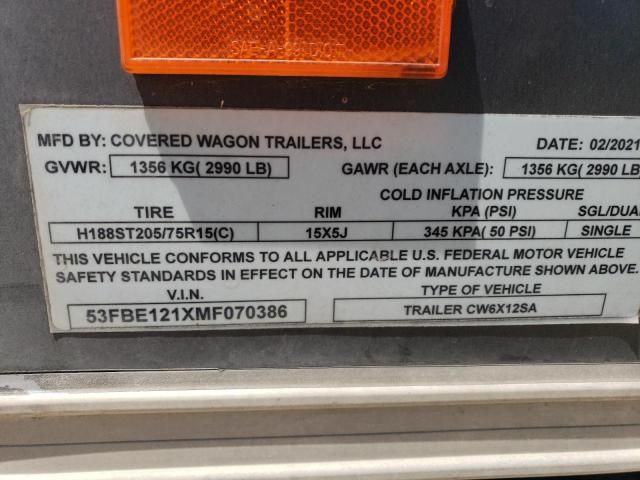 SAE-A-
MFD BY: COVERED WAGON TRAILERS, LLC DATE: 02/2021
GVWR: 1356 KG( 2990 LB) GAWR (EACH AXLE): 1356 KG( 2990 LB)
COLD INFLATION PRESSURE
TIRE RIM KPA (PSI) SGL/DUAL
H188ST205/75R15(C) 15X5J 345 KPA( 50 PSI) SINGLE
THIS VEHICLE CONFORMS TO ALL APPLICABLE U.S. FEDERAL MOTOR VEHICLE
SAFETY STANDARDS IN EFFECT ON THE DATE OF MANUFACTURE SHOWN ABOVE.
V.I.N. TYPE OF VEHICLE
53FBE121XMF070386 TRAILER CW6X12SA